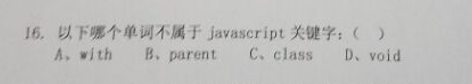 16. 以下哪个单词不属于 javascript 关键字:( )
A、with B、parent C、class D、void